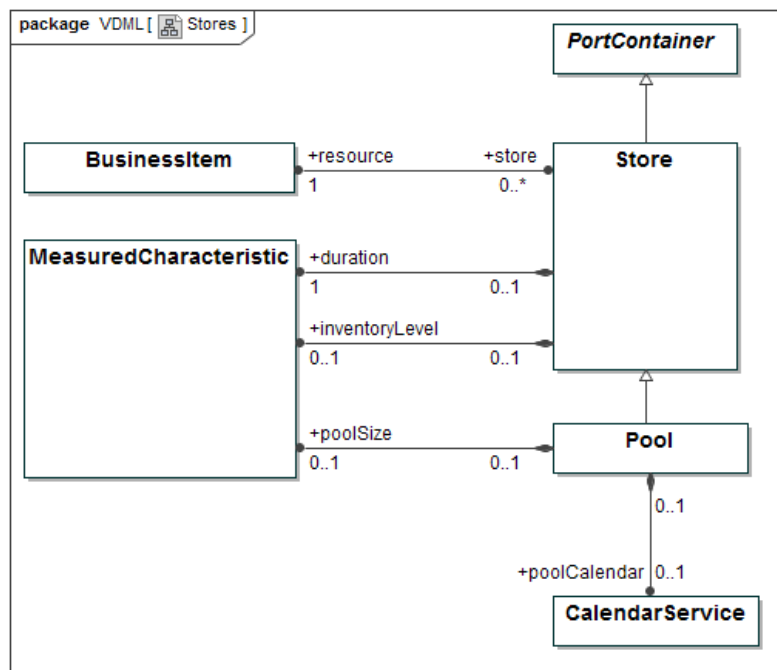 package VDML [ Stores ]
PortContainer
BusinessItem
+resource
+store
Store
1
0..*
MeasuredCharacteristic
+duration
1
0..1
+inventoryLevel
0..1
0..1
+poolSize
Pool
0..1
0..1
0..1
+poolCalendar
0..1
CalendarService